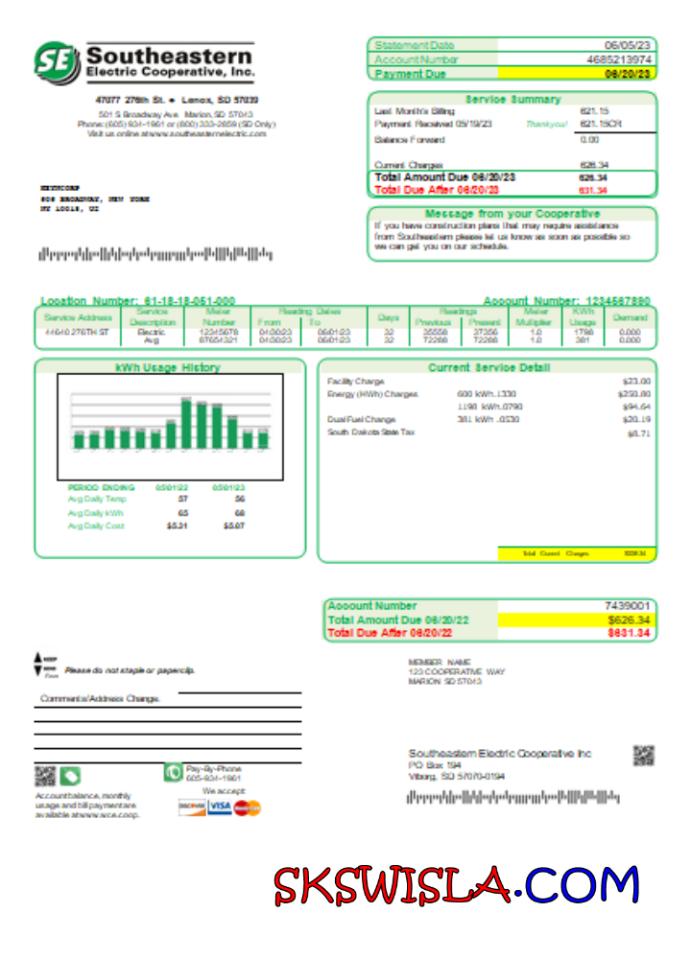 SE Southeastern
Electric Cooperative, Inc.
47077 276th St. ● Lenox, SD 57039
501 S Broadway Ave Marion, SD 57043
Phone: (605) 934-1961 or (800) 333-2859 (SD Only)
Visit us online at www.southeasternelectric.com
Statement Date 06/05/23
Account Number 4685213974
Payment Due 06/20/23
Service Summary
Last Month's Billing 621.15
Payment Received 05/19/23 Thank you! 621.15CR
Balance Forward 0.00
Current Charges 626.34
Total Amount Due 06/20/23 626.34
Total Due After 06/20/23 631.34
KEYTHCORP
BROADWAY, NEW YORK
NY 10018,
Message from your Cooperative
If you have construction plans that may require assistance
from Southeastern please let us know as soon as possible so
we can get you on our schedule.
Location Number: 61-18-18-051-000 Account Number: 1234567890
Service Address Service Description Meter Number Reading Dates From To Days Readings Previous Present Meter Multiplier KWh Usage Demand
44640 276TH ST Electric 12345678 04/30/23 06/01/23 32 35558 37356 1.0 1798 0.000
Avg 87654321 04/30/23 06/01/23 32 72288 72288 1.0 381 0.000
kWh Usage History
PERIOD ENDING 05/01/22 05/01/23
Avg Daily Temp 57 56
Avg Daily kWh 65 68
Avg Daily Cost $5.31 $5.07
Current Service Detail
Facility Charge $23.00
Energy (HWh) Charges 600 kWh.1330 $250.80
1198 kWh.0790 $94.64
Dual Fuel Change 381 kWh .0530 $20.19
South Dakota State Tax $8.71
Total Current Charges
Account Number 7439001
Total Amount Due 06/20/22 $626.34
Total Due After 06/20/22 $631.34
KEEP
SEND
Please do not staple or paperclip.
MEMBER NAME
123 COOPERATIVE WAY
MARION SD 57043
Comments/Address Change.
Southeastern Electric Cooperative Inc
PO Box 194
Viborg, SD 57070-0194
Pay-By-Phone
605-934-1961
We accept:
DISCOVER VISA MasterCard
Account balance, monthly
usage and bill payment are
available at www.wce.coop.
SKSWISLA.COM